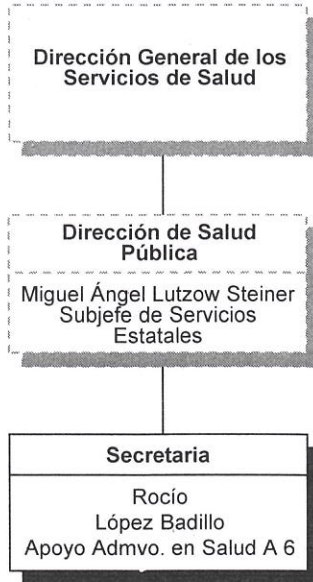 Dirección General de los
Servicios de Salud
Dirección de Salud
Pública
Miguel Ángel Lutzow Steiner
Subjefe de Servicios
Estatales
Secretaria
Rocío
López Badillo
Apoyo Admvo. en Salud A 6